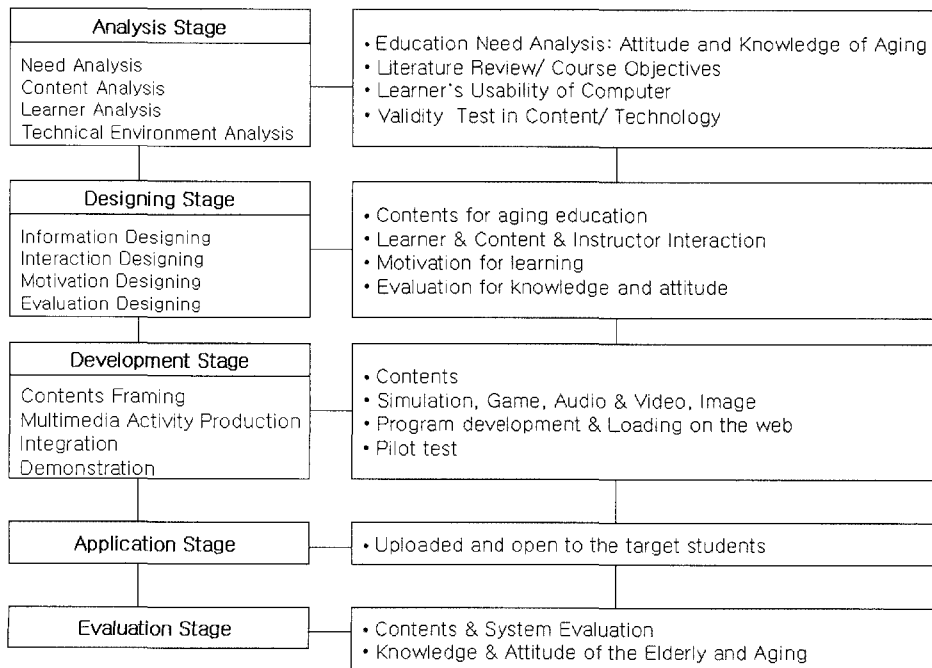 Analysis Stage
Need Analysis
Content Analysis
Learner Analysis
Technical Environment Analysis
• Education Need Analysis: Attitude and Knowledge of Aging
• Literature Review/ Course Objectives
• Learner's Usability of Computer
• Validity Test in Content/ Technology
Designing Stage
Information Designing
Interaction Designing
Motivation Designing
Evaluation Designing
• Contents for aging education
• Learner & Content & Instructor Interaction
• Motivation for learning
• Evaluation for knowledge and attitude
Development Stage
Contents Framing
Multimedia Activity Production
Integration
Demonstration
• Contents
• Simulation, Game, Audio & Video, Image
• Program development & Loading on the web
• Pilot test
Application Stage
• Uploaded and open to the target students
Evaluation Stage
• Contents & System Evaluation
• Knowledge & Attitude of the Elderly and Aging